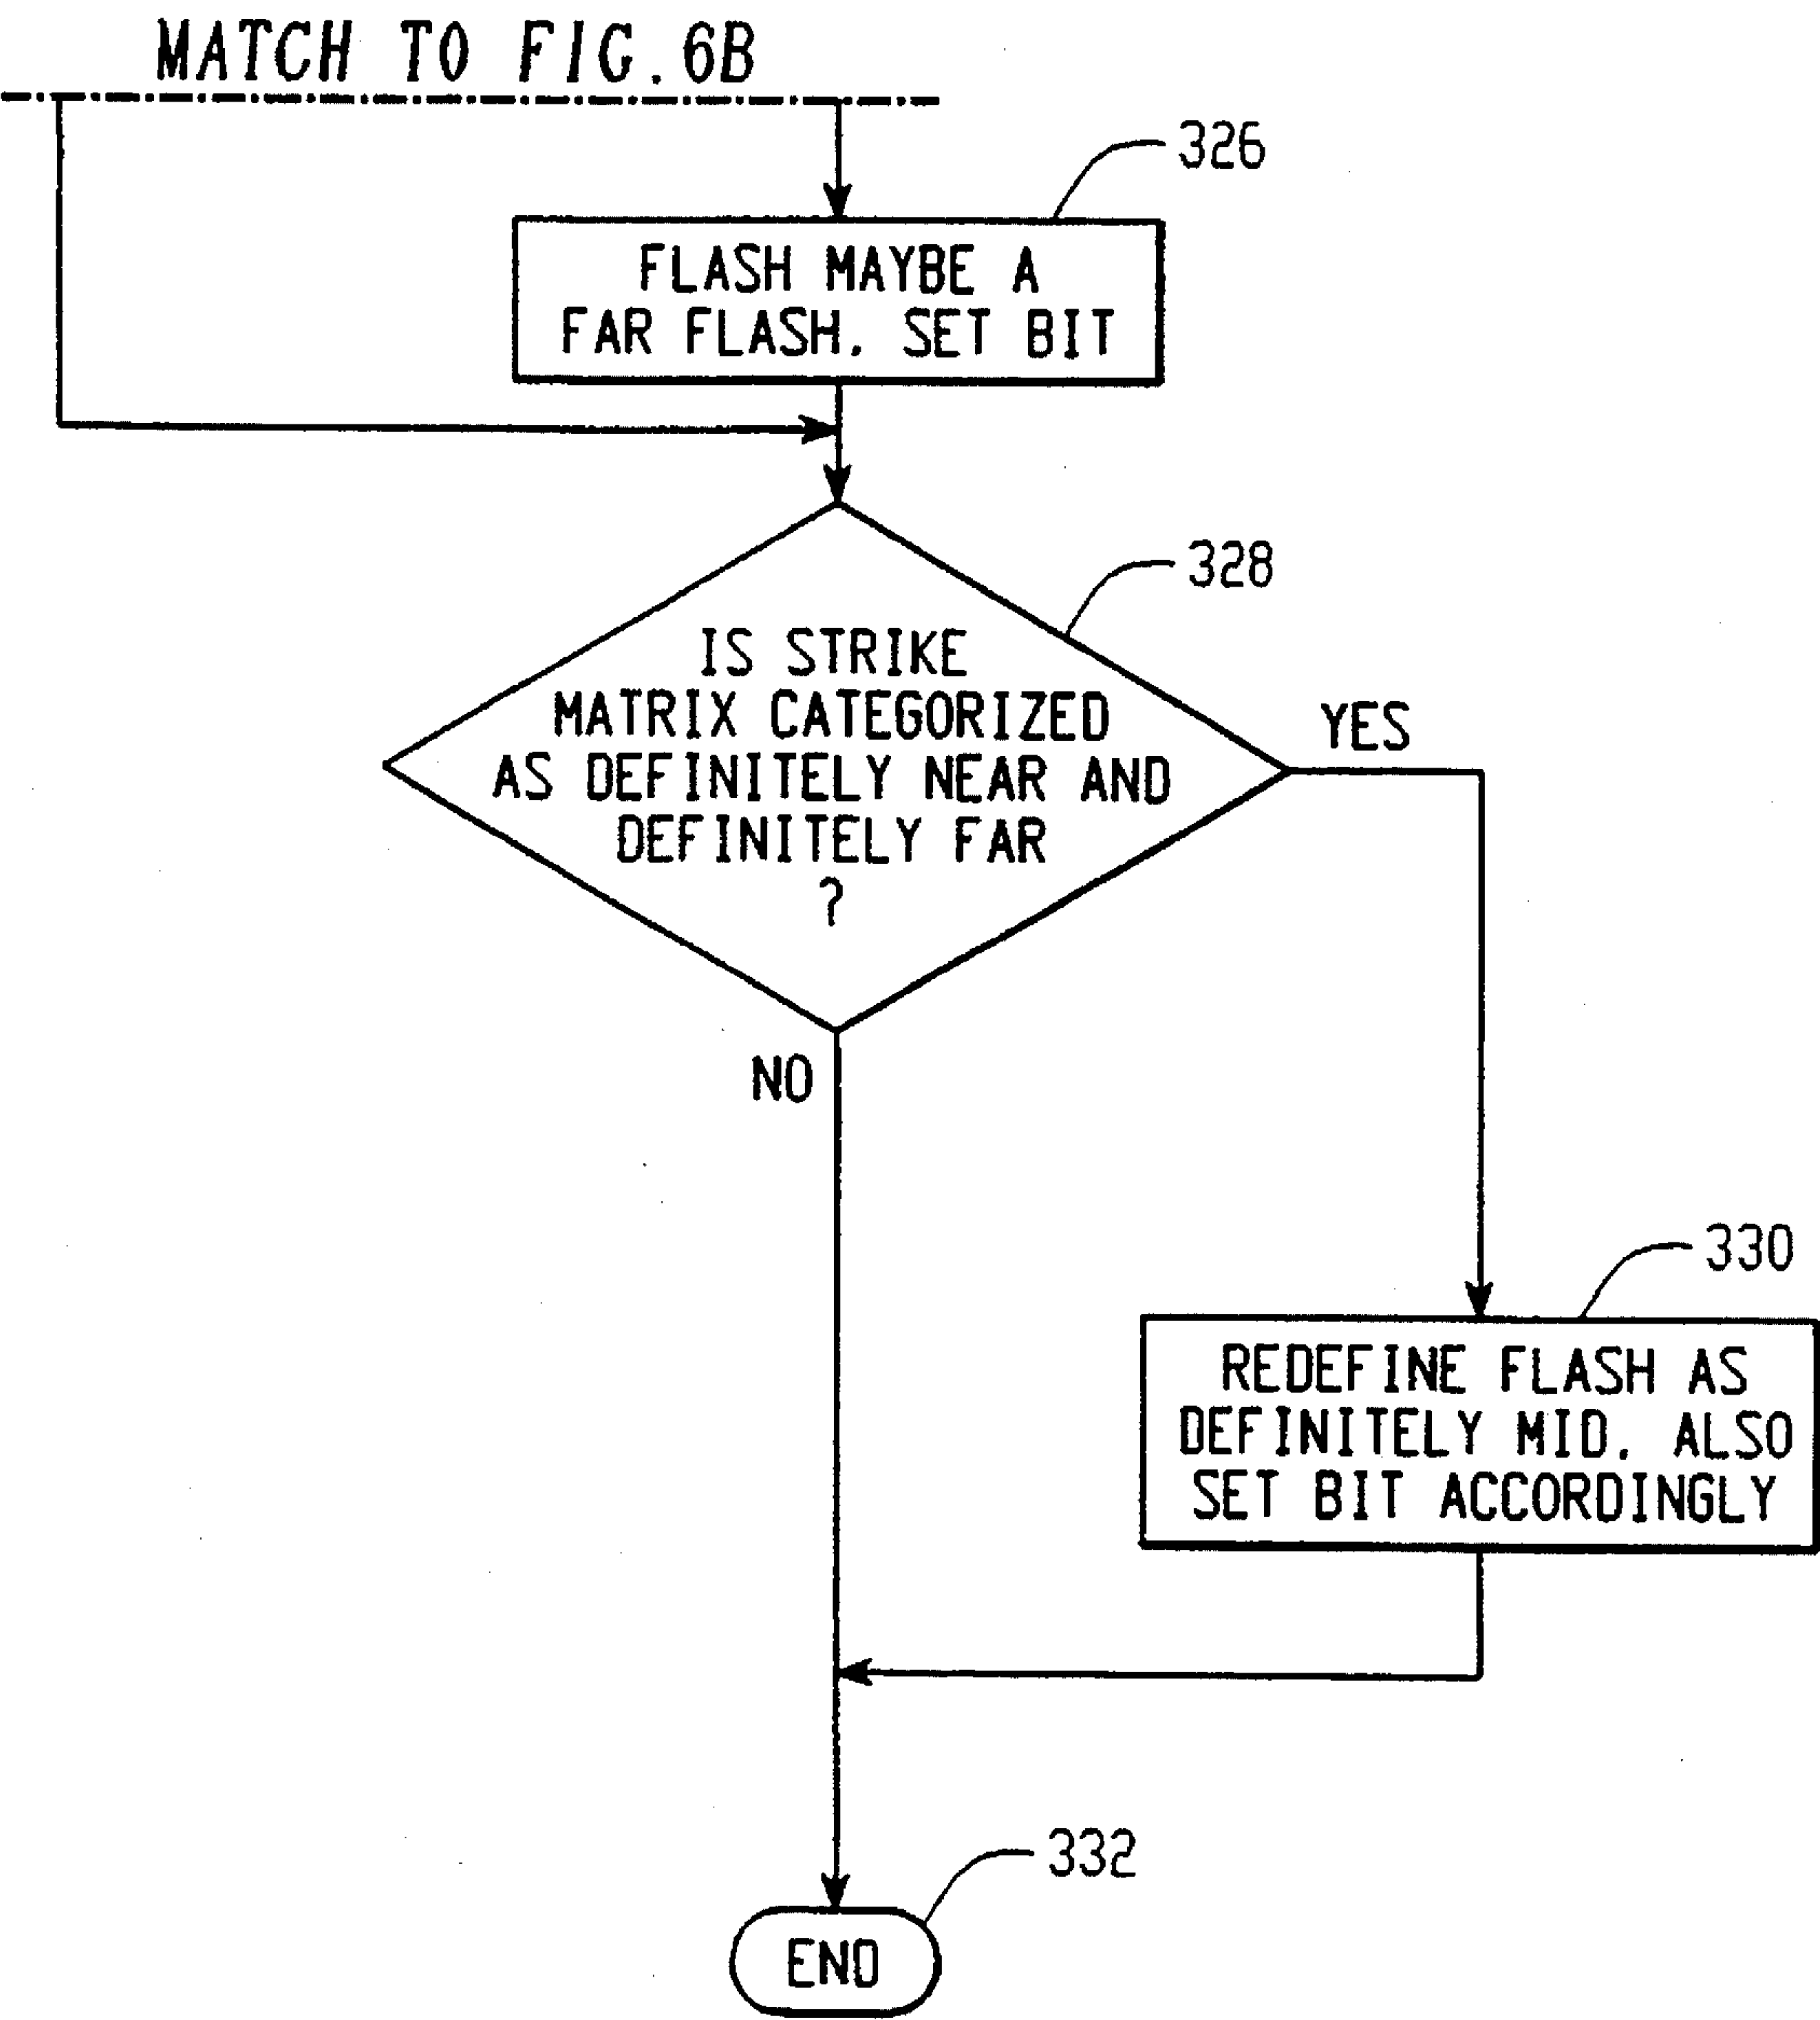 MATCH TO FIG. 6B
326
FLASH MAYBE A
FAR FLASH. SET BIT
328
IS STRIKE
MATRIX CATEGORIZED
AS DEFINITELY NEAR AND
DEFINITELY FAR
?
YES
NO
330
REDEFINE FLASH AS
DEFINITELY MID. ALSO
SET BIT ACCORDINGLY
332
END